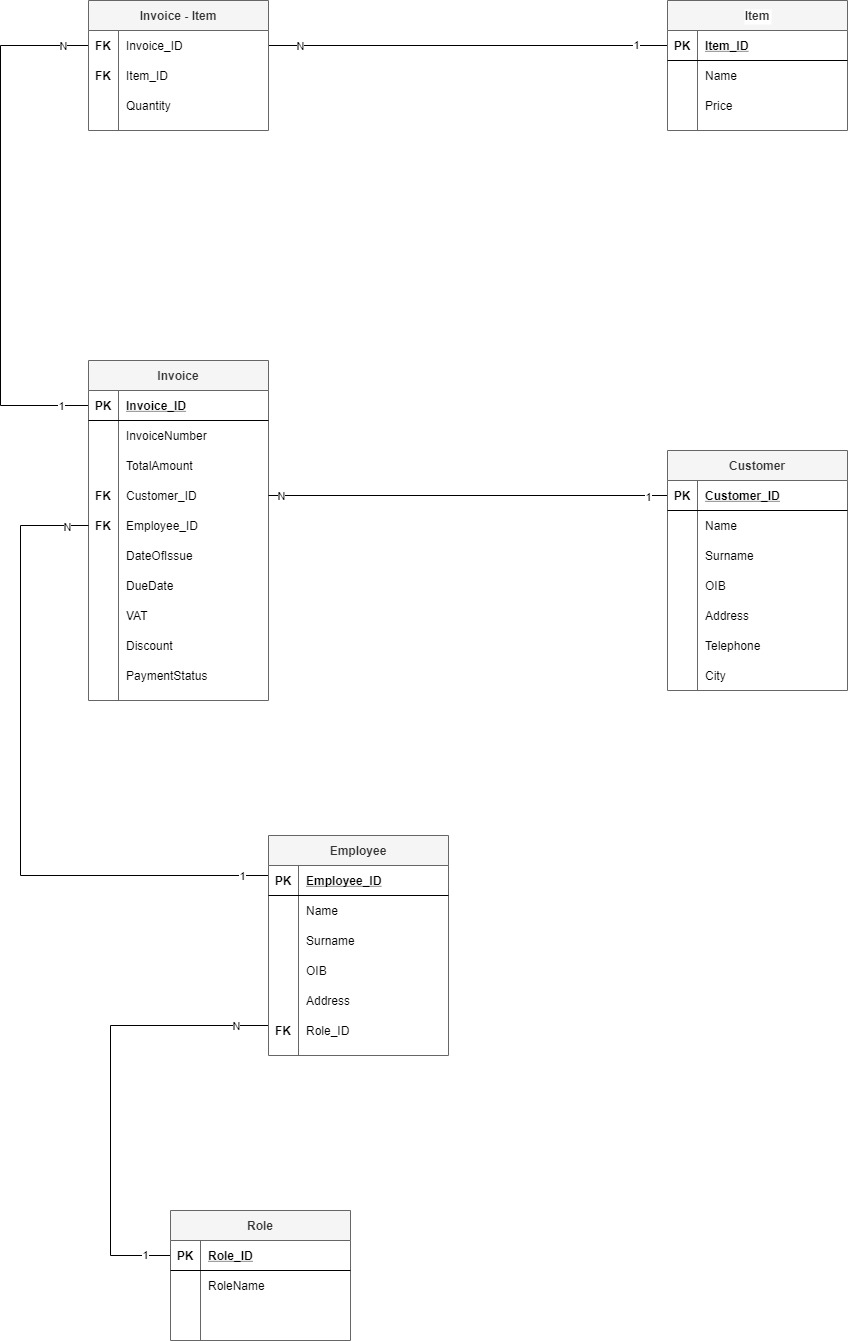 Invoice - Item
N FK Invoice_ID N
FK Item_ID
Quantity
Item
1 PK Item_ID
Name
Price
Invoice
1 PK Invoice_ID
InvoiceNumber
TotalAmount
FK Customer_ID N
N FK Employee_ID
DateOfIssue
DueDate
VAT
Discount
PaymentStatus
Customer
1 PK Customer_ID
Name
Surname
OIB
Address
Telephone
City
Employee
1 PK Employee_ID
Name
Surname
OIB
Address
N FK Role_ID
Role
1 PK Role_ID
RoleName